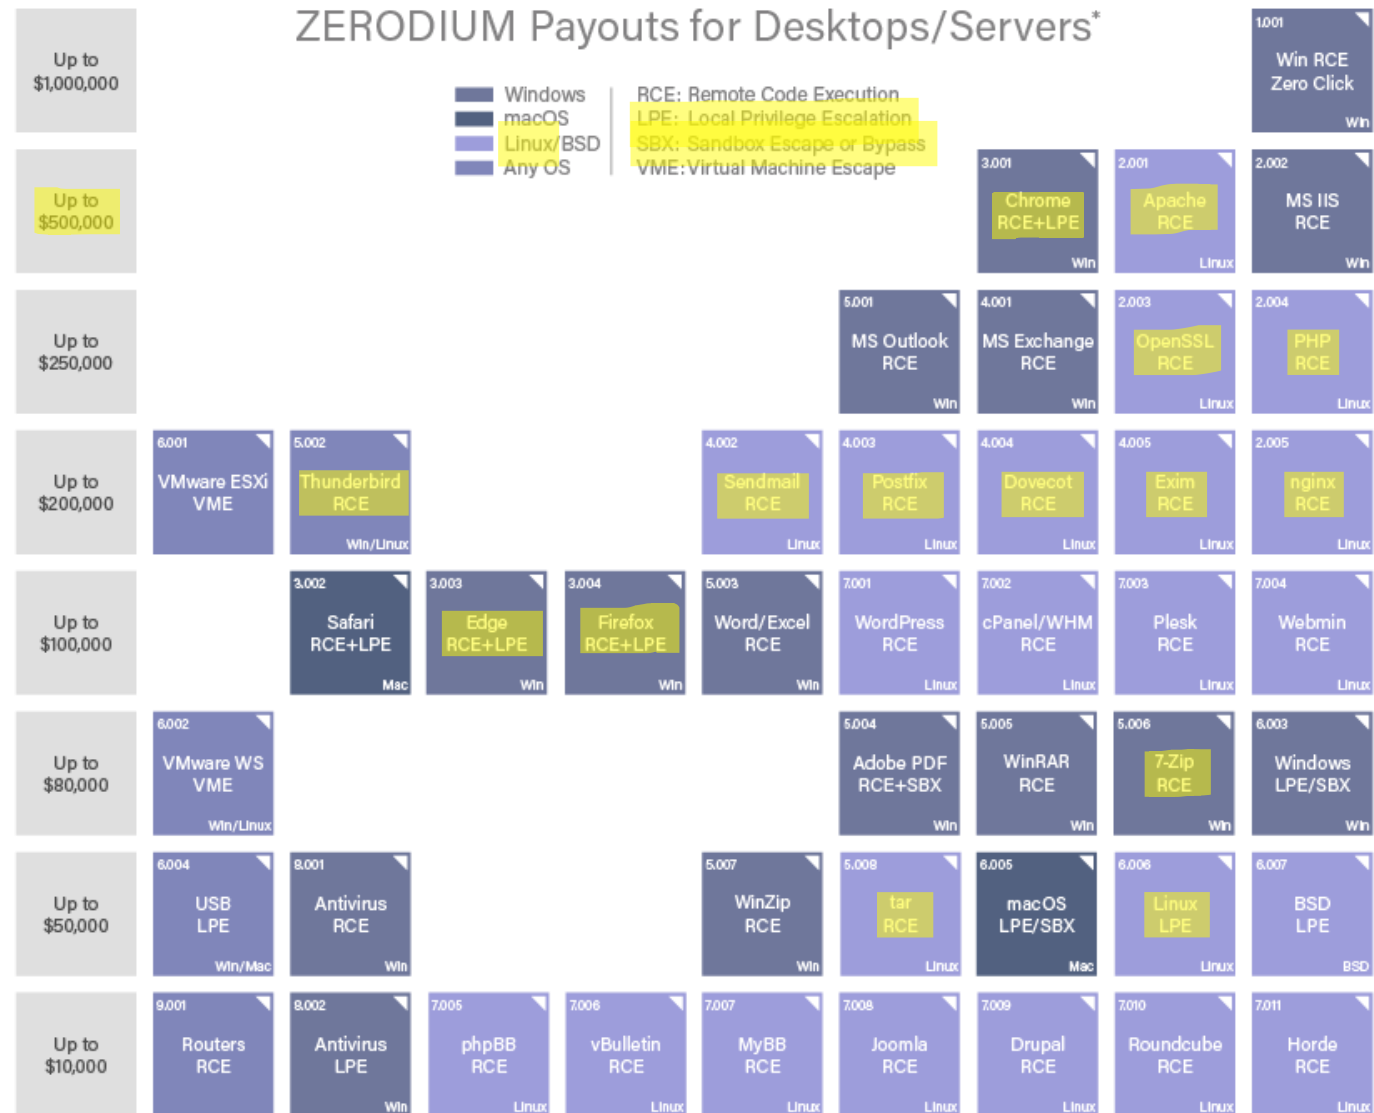 ZERODIUM Payouts for Desktops/Servers*
Windows
macOS
Linux/BSD
Any OS
RCE: Remote Code Execution
LPE: Local Privilege Escalation
SBX: Sandbox Escape or Bypass
VME: Virtual Machine Escape
Up to
$1,000,000
1.001
Win RCE
Zero Click
Win
Up to
$500,000
3.001
Chrome
RCE+LPE
Win
2.001
Apache
RCE
Linux
2.002
MS IIS
RCE
Win
Up to
$250,000
5.001
MS Outlook
RCE
Win
4.001
MS Exchange
RCE
Win
2.003
OpenSSL
RCE
Linux
2.004
PHP
RCE
Linux
Up to
$200,000
6.001
VMware ESXi
VME
5.002
Thunderbird
RCE
Win/Linux
4.002
Sendmail
RCE
Linux
4.003
Postfix
RCE
Linux
4.004
Dovecot
RCE
Linux
4.005
Exim
RCE
Linux
2.005
nginx
RCE
Linux
Up to
$100,000
3.002
Safari
RCE+LPE
Mac
3.003
Edge
RCE+LPE
Win
3.004
Firefox
RCE+LPE
Win
5.003
Word/Excel
RCE
Win
7.001
WordPress
RCE
Linux
7.002
cPanel/WHM
RCE
Linux
7.003
Plesk
RCE
Linux
7.004
Webmin
RCE
Linux
Up to
$80,000
6.002
VMware WS
VME
Win/Linux
5.004
Adobe PDF
RCE+SBX
Win
5.005
WinRAR
RCE
Win
5.006
7-Zip
RCE
Win
6.003
Windows
LPE/SBX
Win
Up to
$50,000
6.004
USB
LPE
Win/Mac
8.001
Antivirus
RCE
Win
5.007
WinZip
RCE
Win
5.008
tar
RCE
Linux
6.005
macOS
LPE/SBX
Mac
6.006
Linux
LPE
Linux
6.007
BSD
LPE
BSD
Up to
$10,000
9.001
Routers
RCE
8.002
Antivirus
LPE
Win
7.005
phpBB
RCE
Linux
7.006
vBulletin
RCE
Linux
7.007
MyBB
RCE
Linux
7.008
Joomla
RCE
Linux
7.009
Drupal
RCE
Linux
7.010
Roundcube
RCE
Linux
7.011
Horde
RCE
Linux